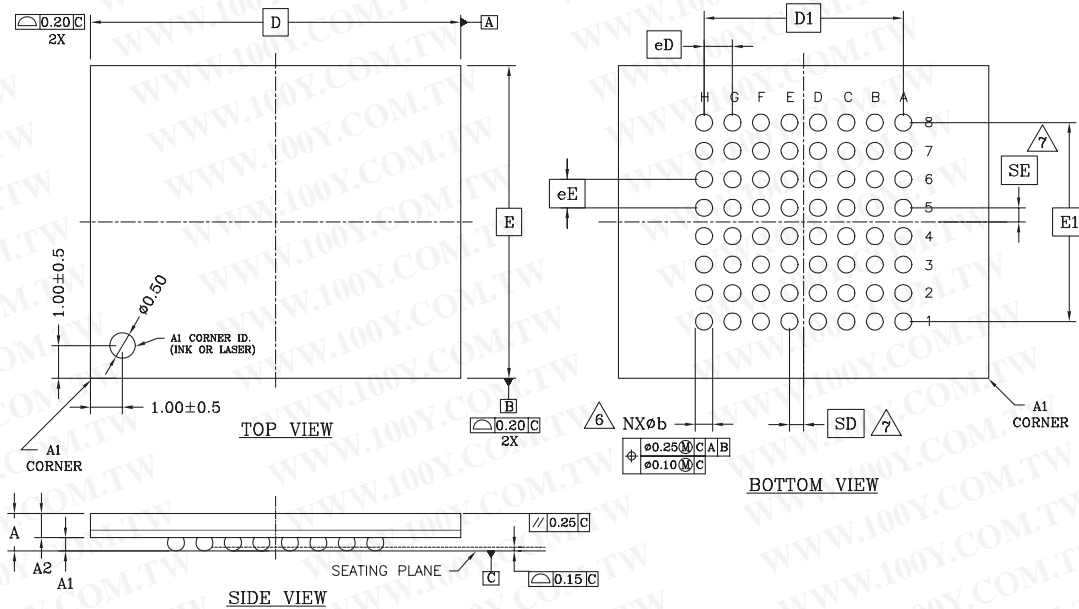 ⌓ 0.20 C
2X
D
A
E
1.00±0.5
ø0.50
A1 CORNER ID.
(INK OR LASER)
1.00±0.5
A1
CORNER
TOP VIEW
B
⌓ 0.20 C
2X
D1
eD
H G F E D C B A
8
7
6
5
4
3
2
1
7
SE
eE
E1
6 NXøb
SD 7
⌖ ø0.25Ⓜ C A B
ø0.10Ⓜ C
A1
CORNER
BOTTOM VIEW
A
A2
A1
// 0.25 C
SEATING PLANE
C
⌓ 0.15 C
SIDE VIEW
WWW.100Y.COM.TW